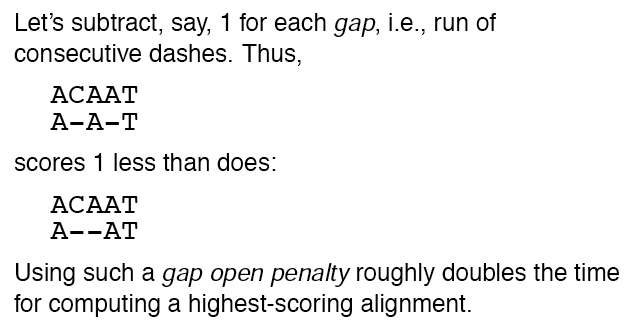 Let’s subtract, say, 1 for each gap, i.e., run of
consecutive dashes. Thus,
ACAAT
A–A–T
scores 1 less than does:
ACAAT
A––AT
Using such a gap open penalty roughly doubles the time
for computing a highest-scoring alignment.